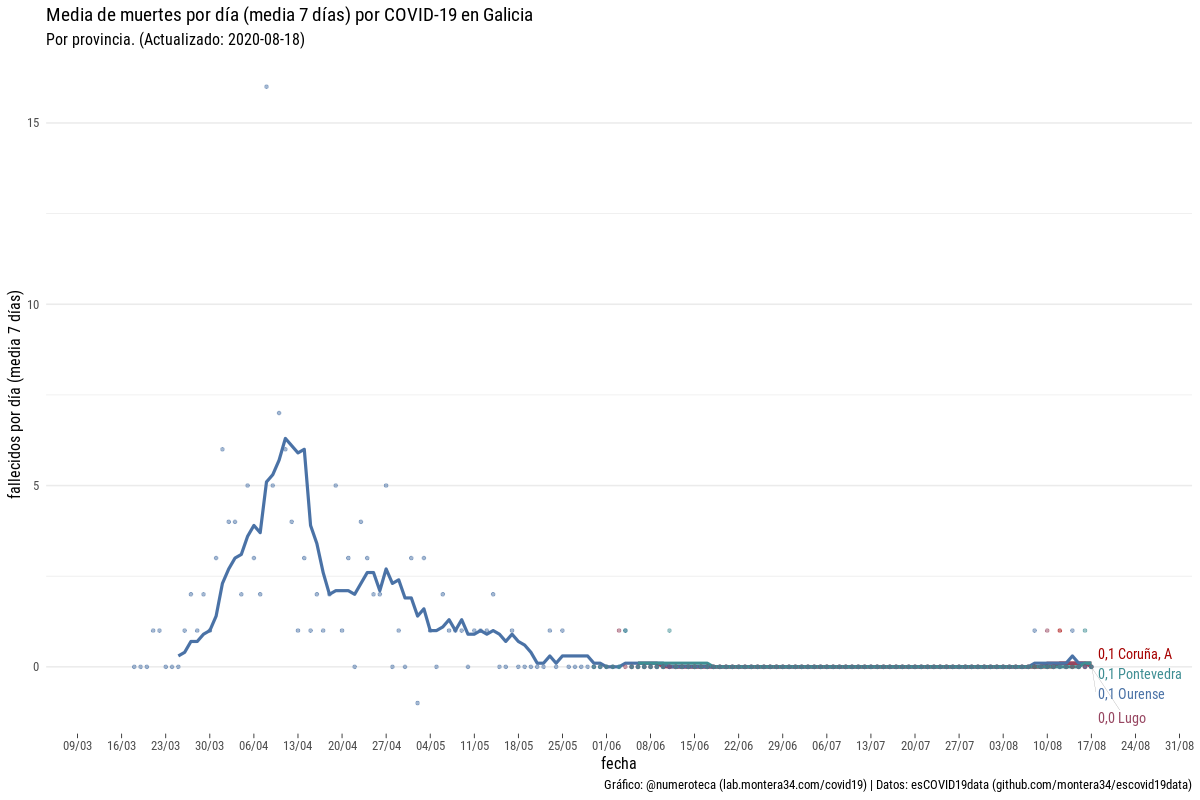 Media de muertes por día (media 7 días) por COVID-19 en Galicia
Por provincia. (Actualizado: 2020-08-18)
fallecidos por día (media 7 días)
15
10
5
0
0,1 Coruña, A
0,1 Pontevedra
0,1 Ourense
0,0 Lugo
09/03 16/03 23/03 30/03 06/04 13/04 20/04 27/04 04/05 11/05 18/05 25/05 01/06 08/06 15/06 22/06 29/06 06/07 13/07 20/07 27/07 03/08 10/08 17/08 24/08 31/08
fecha
Gráfico: @numeroteca (lab.montera34.com/covid19) | Datos: esCOVID19data (github.com/montera34/escovid19data)